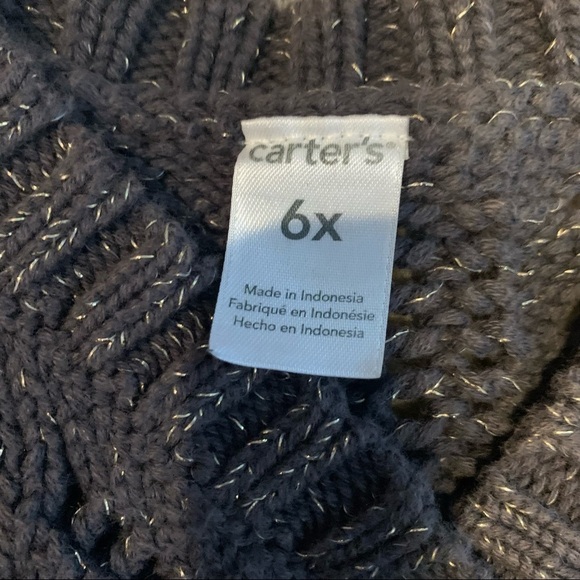 carter's®
6x
Made in Indonesia
Fabriqué en Indonésie
Hecho en Indonesia